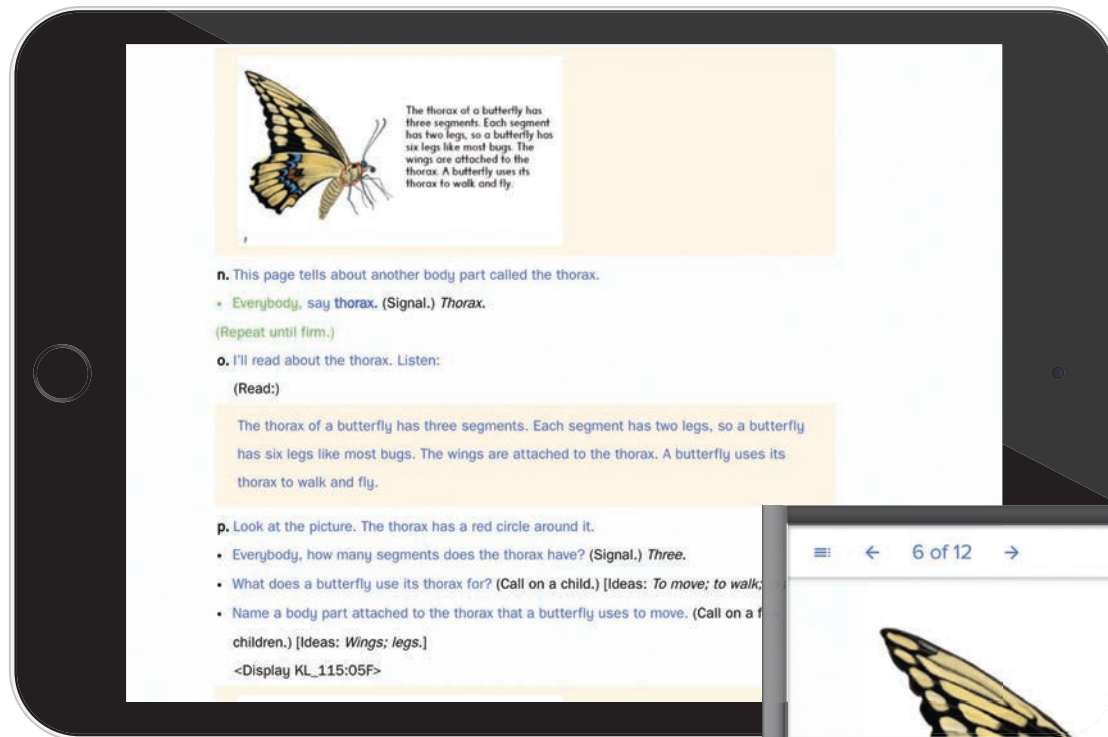 The thorax of a butterfly has
three segments. Each segment
has two legs, so a butterfly has
six legs like most bugs. The
wings are attached to the
thorax. A butterfly uses its
thorax to walk and fly.
n. This page tells about another body part called the thorax.
• Everybody, say thorax. (Signal.) Thorax.
(Repeat until firm.)
o. I'll read about the thorax. Listen:
(Read:)
The thorax of a butterfly has three segments. Each segment has two legs, so a butterfly
has six legs like most bugs. The wings are attached to the thorax. A butterfly uses its
thorax to walk and fly.
p. Look at the picture. The thorax has a red circle around it.
• Everybody, how many segments does the thorax have? (Signal.) Three.
• What does a butterfly use its thorax for? (Call on a child.) [Ideas: To move; to walk;
• Name a body part attached to the thorax that a butterfly uses to move. (Call on a
children.) [Ideas: Wings; legs.]
<Display KL_115:05F>
6 of 12